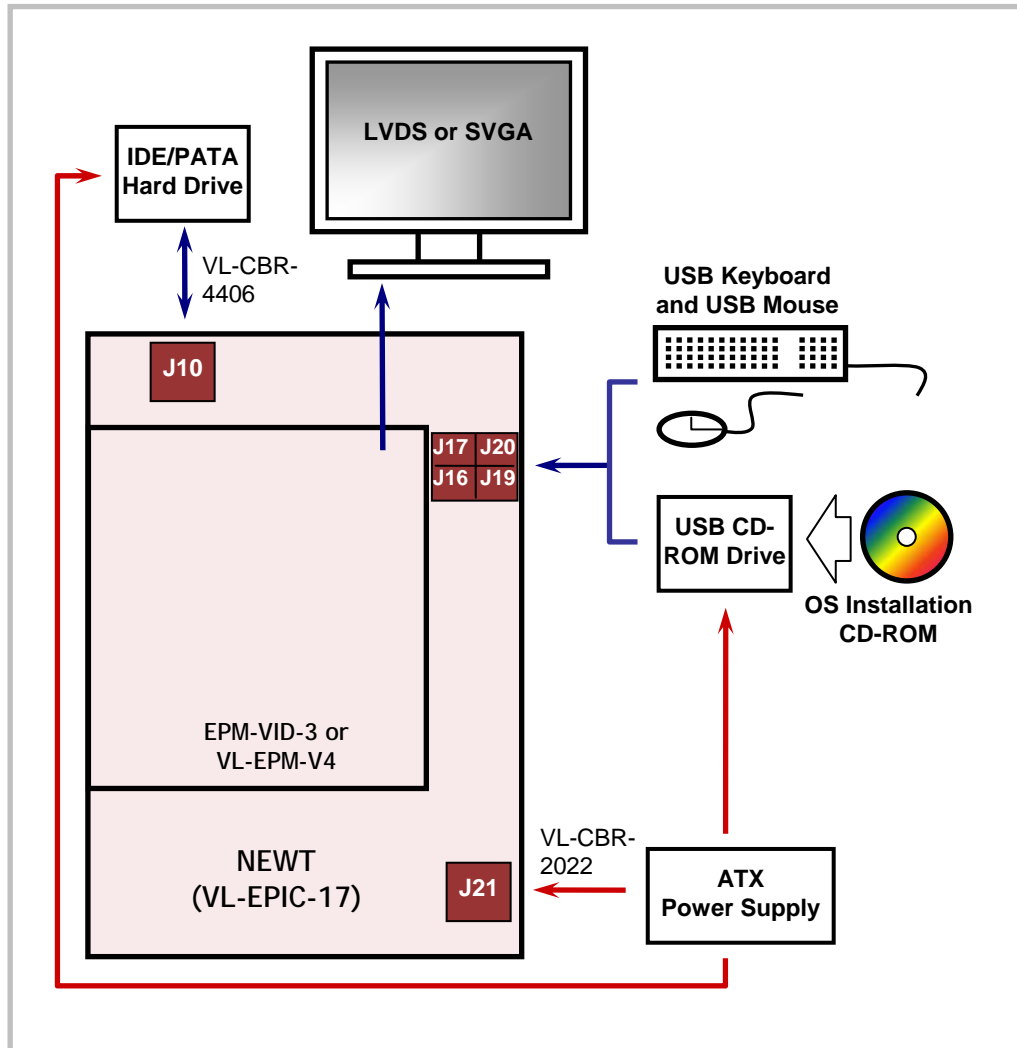 LVDS or SVGA
IDE/PATA
Hard Drive
VL-CBR-
4406
USB Keyboard
and USB Mouse
J10
J17
J20
J16
J19
USB CD-
ROM Drive
OS Installation
CD-ROM
EPM-VID-3 or
VL-EPM-V4
VL-CBR-
2022
NEWT
(VL-EPIC-17)
J21
ATX
Power Supply